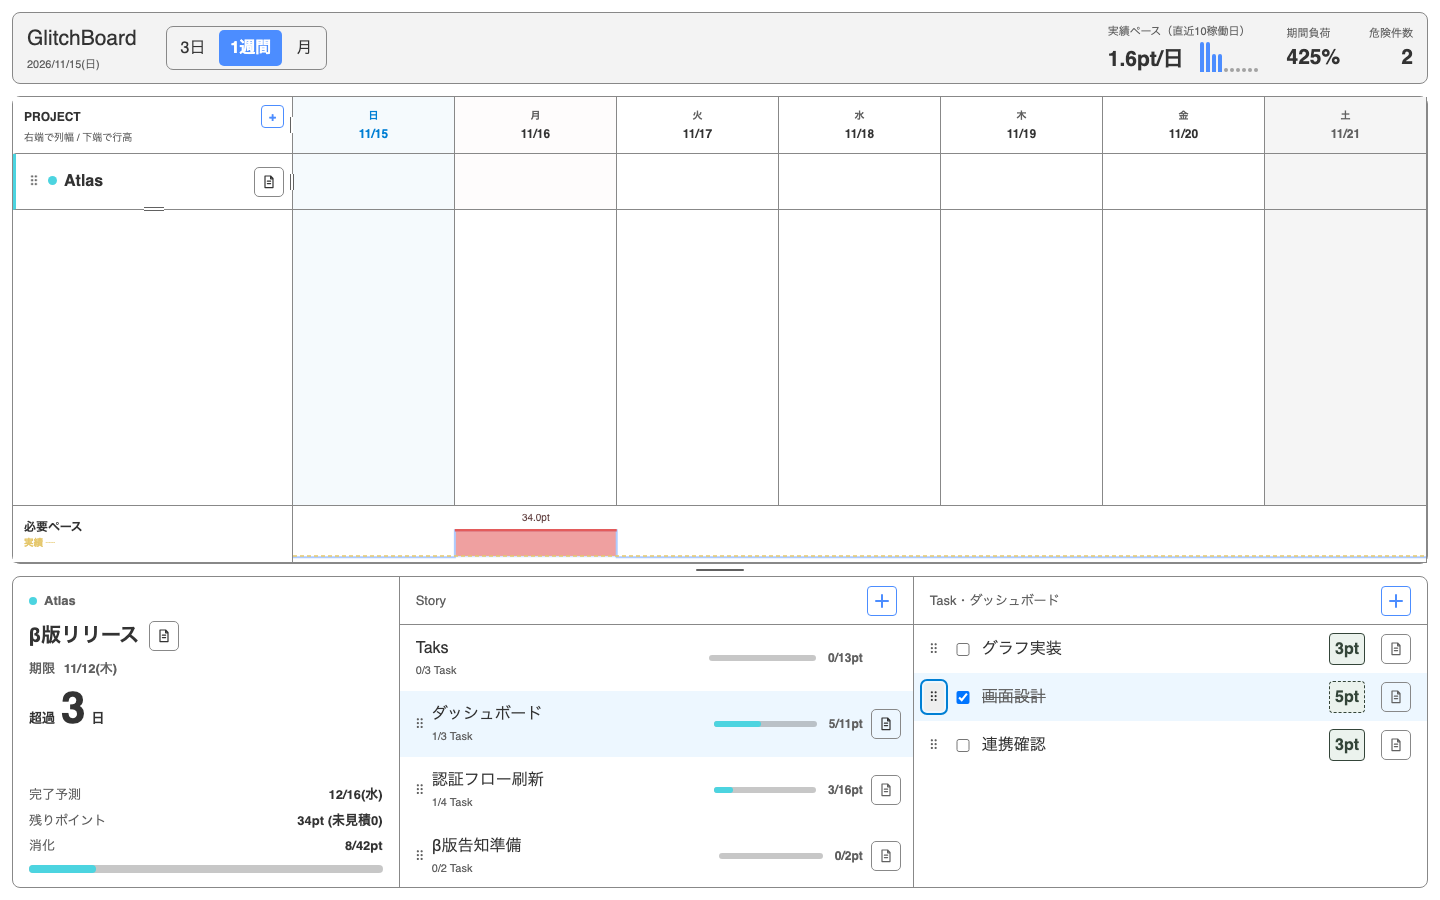 GlitchBoard
2026/11/15(日)
3日
1週間
月
実績ペース（直近10稼働日）
1.6pt/日
期間負荷
425%
危険件数
2
PROJECT
右端で列幅 / 下端で行高
+
日
11/15
月
11/16
火
11/17
水
11/18
木
11/19
金
11/20
土
11/21
Atlas
必要ペース
実績 ---
34.0pt
Atlas
β版リリース
期限 11/12(木)
超過 3 日
完了予測 12/16(水)
残りポイント 34pt (未見積0)
消化 8/42pt
Story
+
Taks
0/3 Task
0/13pt
ダッシュボード
1/3 Task
5/11pt
認証フロー刷新
1/4 Task
3/16pt
β版告知準備
0/2 Task
0/2pt
Task・ダッシュボード
+
グラフ実装
3pt
画面設計
5pt
連携確認
3pt